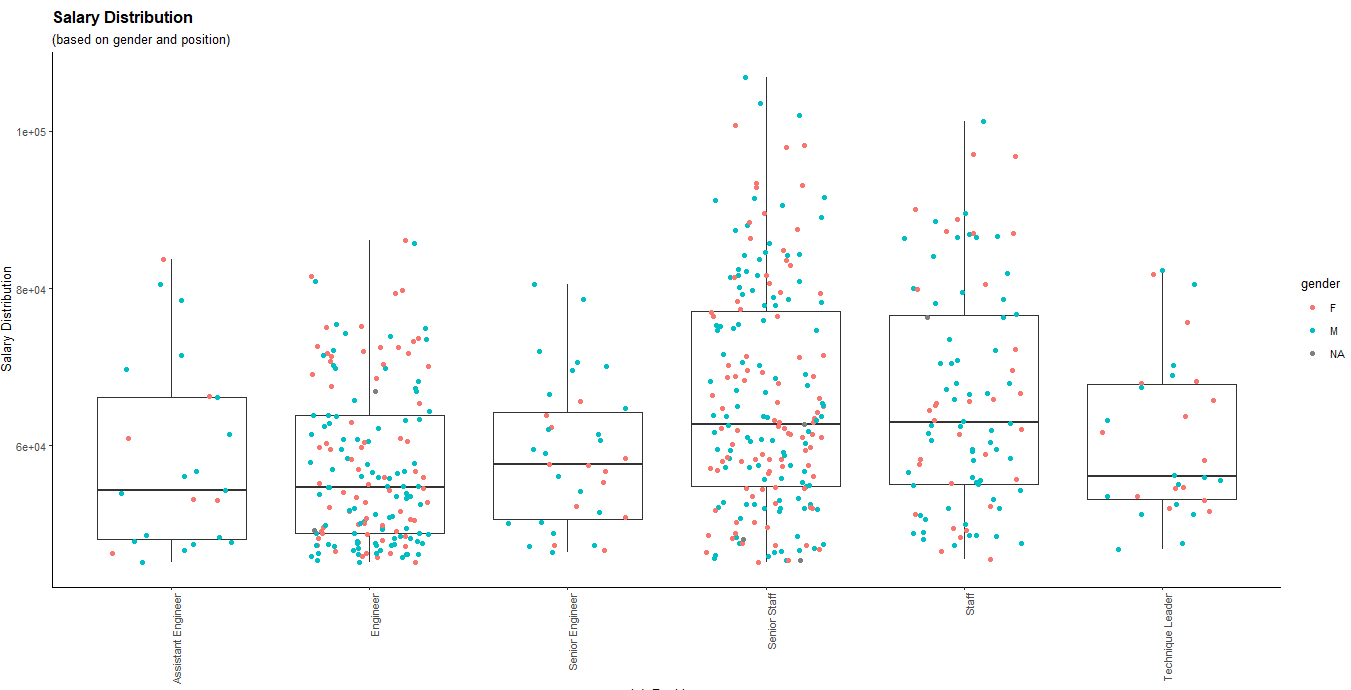 Salary Distribution
(based on gender and position)
Salary Distribution
1e+05
8e+04
6e+04
Assistant Engineer
Engineer
Senior Engineer
Senior Staff
Staff
Technique Leader
gender
F
M
NA